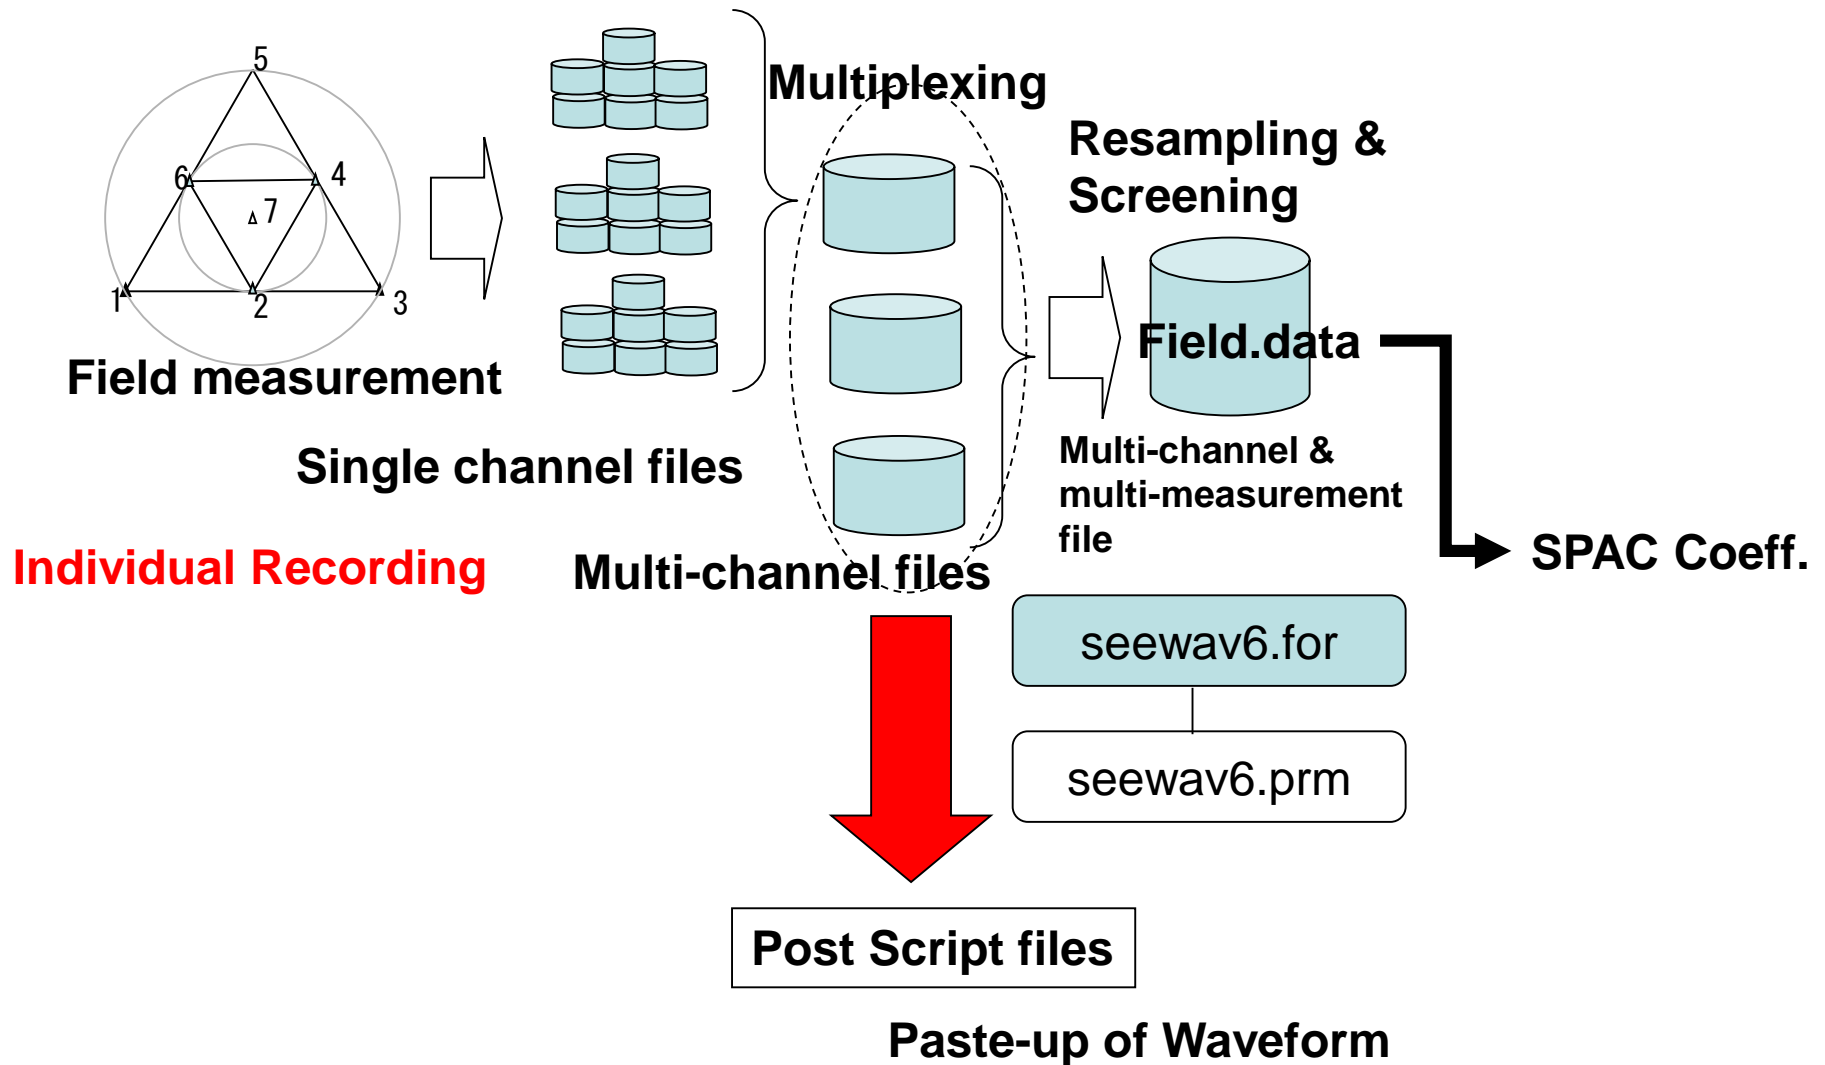 5
6
4
7
1
2
3
Field measurement
Single channel files
Individual Recording
Multiplexing
Multi-channel files
Resampling &
Screening
Field.data
Multi-channel &
multi-measurement
file
SPAC Coeff.
seewav6.for
seewav6.prm
Post Script files
Paste-up of Waveform